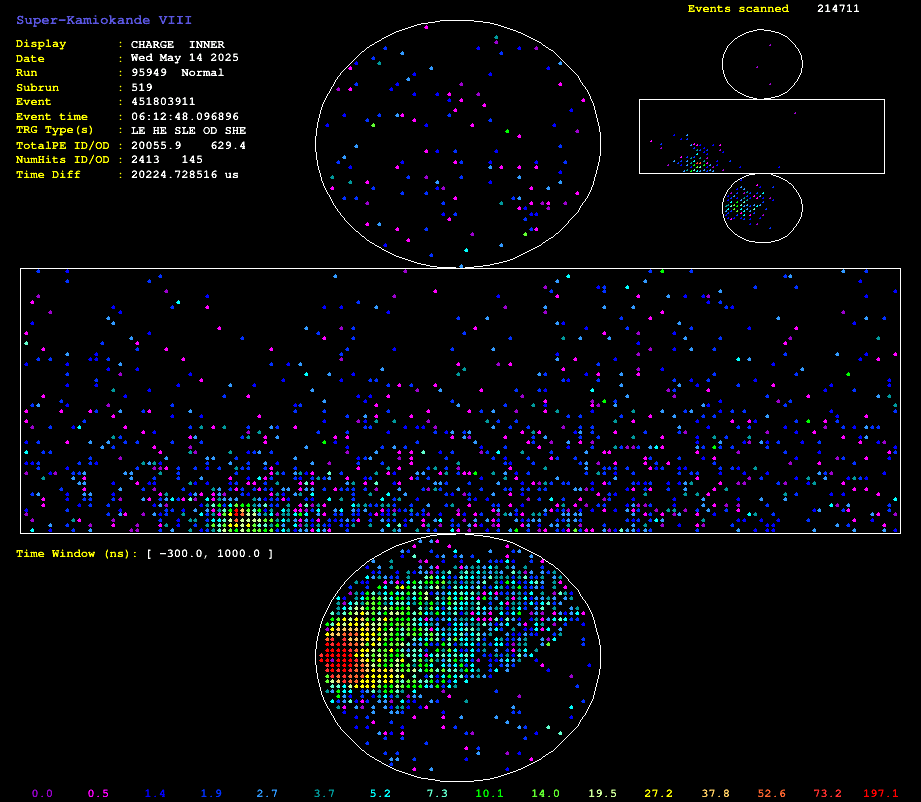 Super-Kamiokande VIII
Events scanned 214711
Display : CHARGE INNER
Date : Wed May 14 2025
Run : 95949 Normal
Subrun : 519
Event : 451803911
Event time : 06:12:48.096896
TRG Type(s) : LE HE SLE OD SHE
TotalPE ID/OD : 20055.9 629.4
NumHits ID/OD : 2413 145
Time Diff : 20224.728516 us
Time Window (ns): [ −300.0, 1000.0 ]
0.0 0.5 1.4 1.9 2.7 3.7 5.2 7.3 10.1 14.0 19.5 27.2 37.8 52.6 73.2 197.1